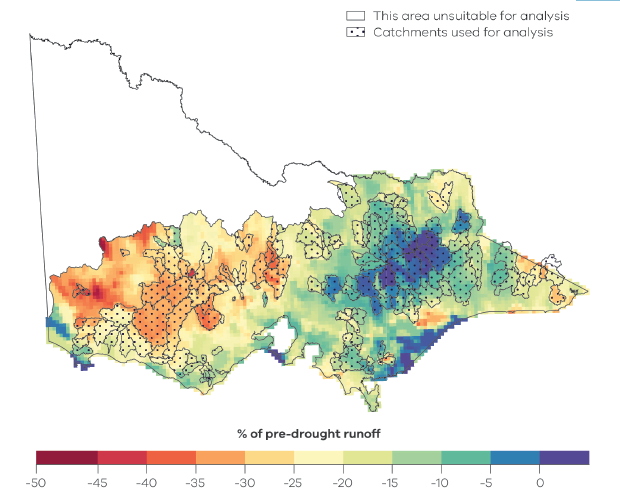 This area unsuitable for analysis
Catchments used for analysis
% of pre-drought runoff
-50 -45 -40 -35 -30 -25 -20 -15 -10 -5 0